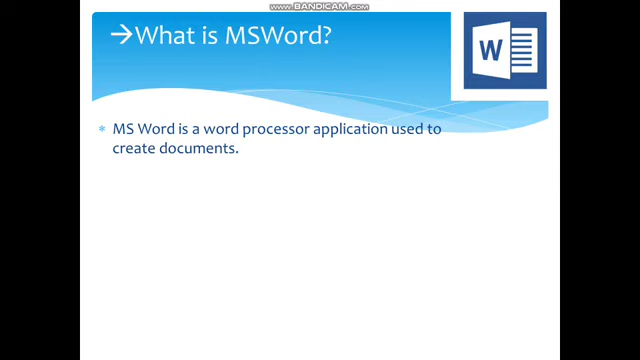 www.BANDICAM.com
→What is MSWord?
W
* MS Word is a word processor application used to
create documents.